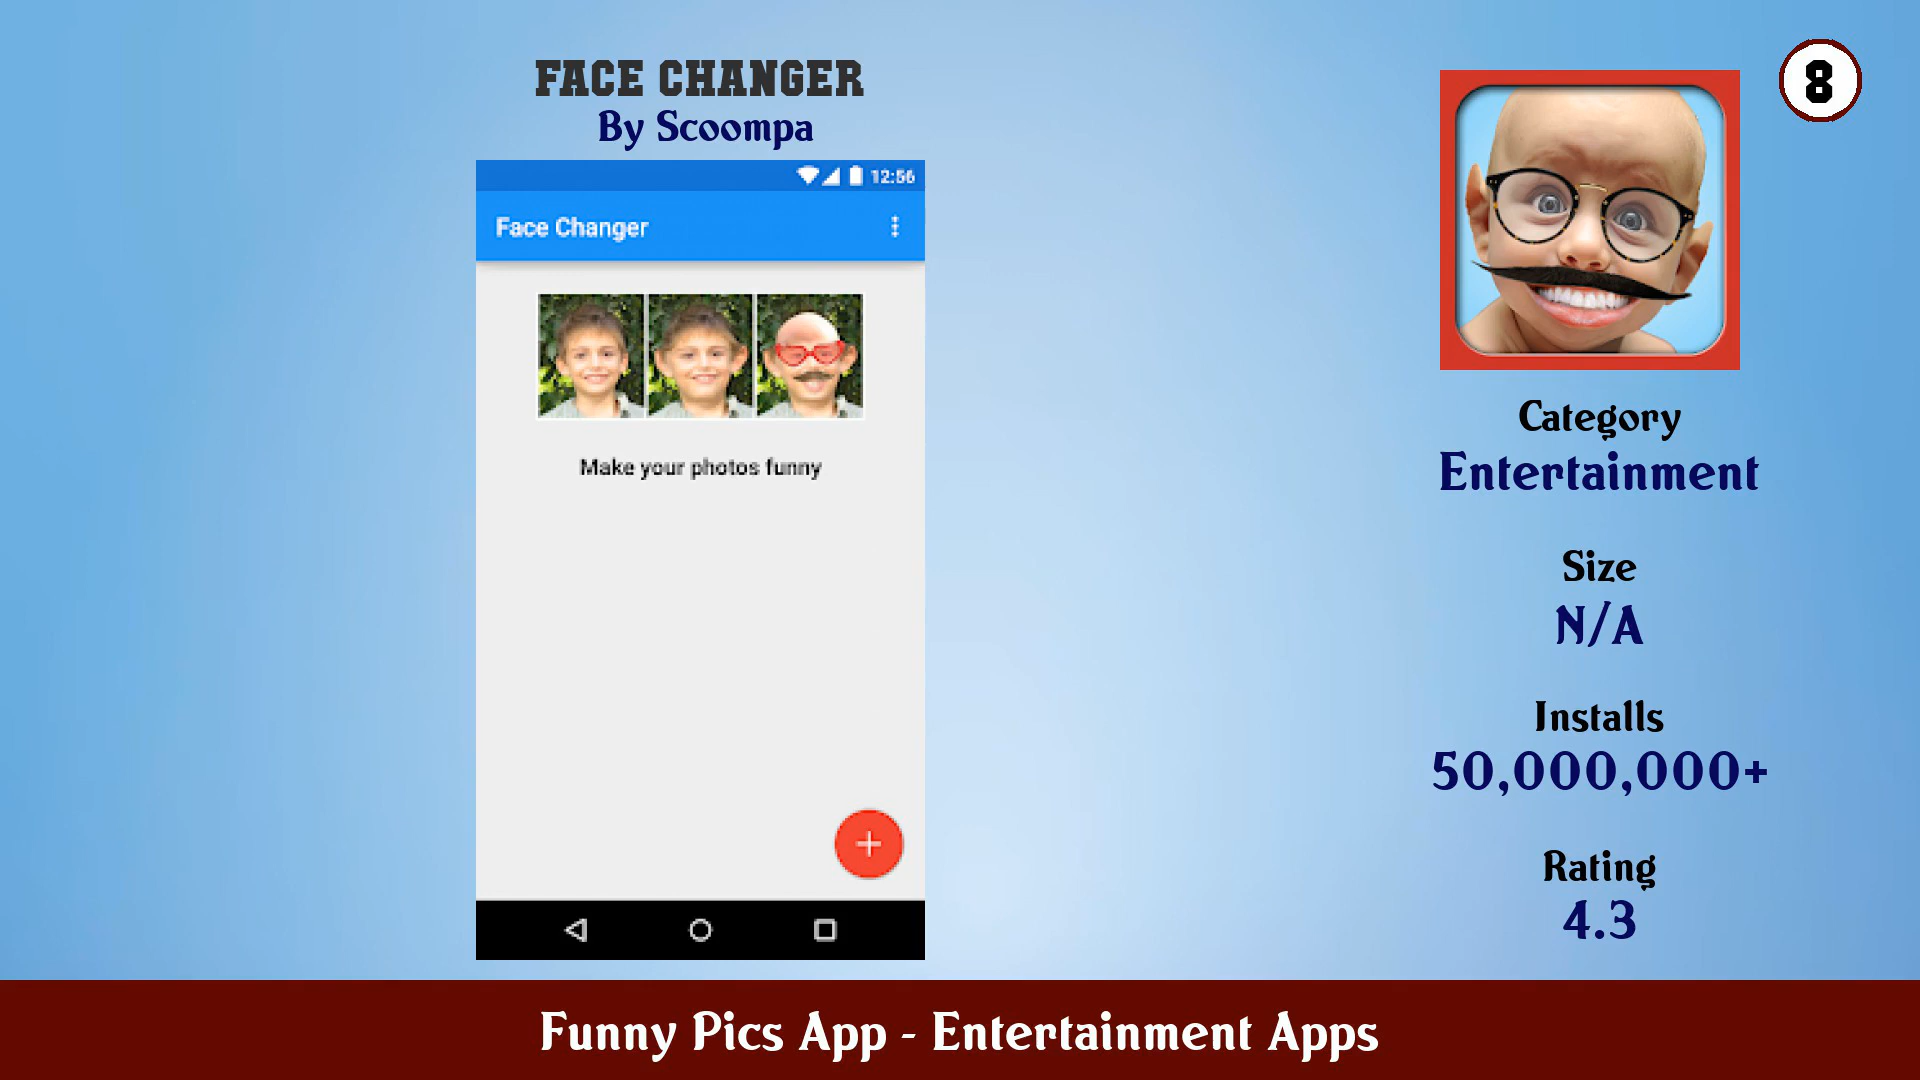 FACE CHANGER
By Scoompa
12:56
Face Changer
Make your photos funny
8
Category
Entertainment
Size
N/A
Installs
50,000,000+
Rating
4.3
Funny Pics App - Entertainment Apps